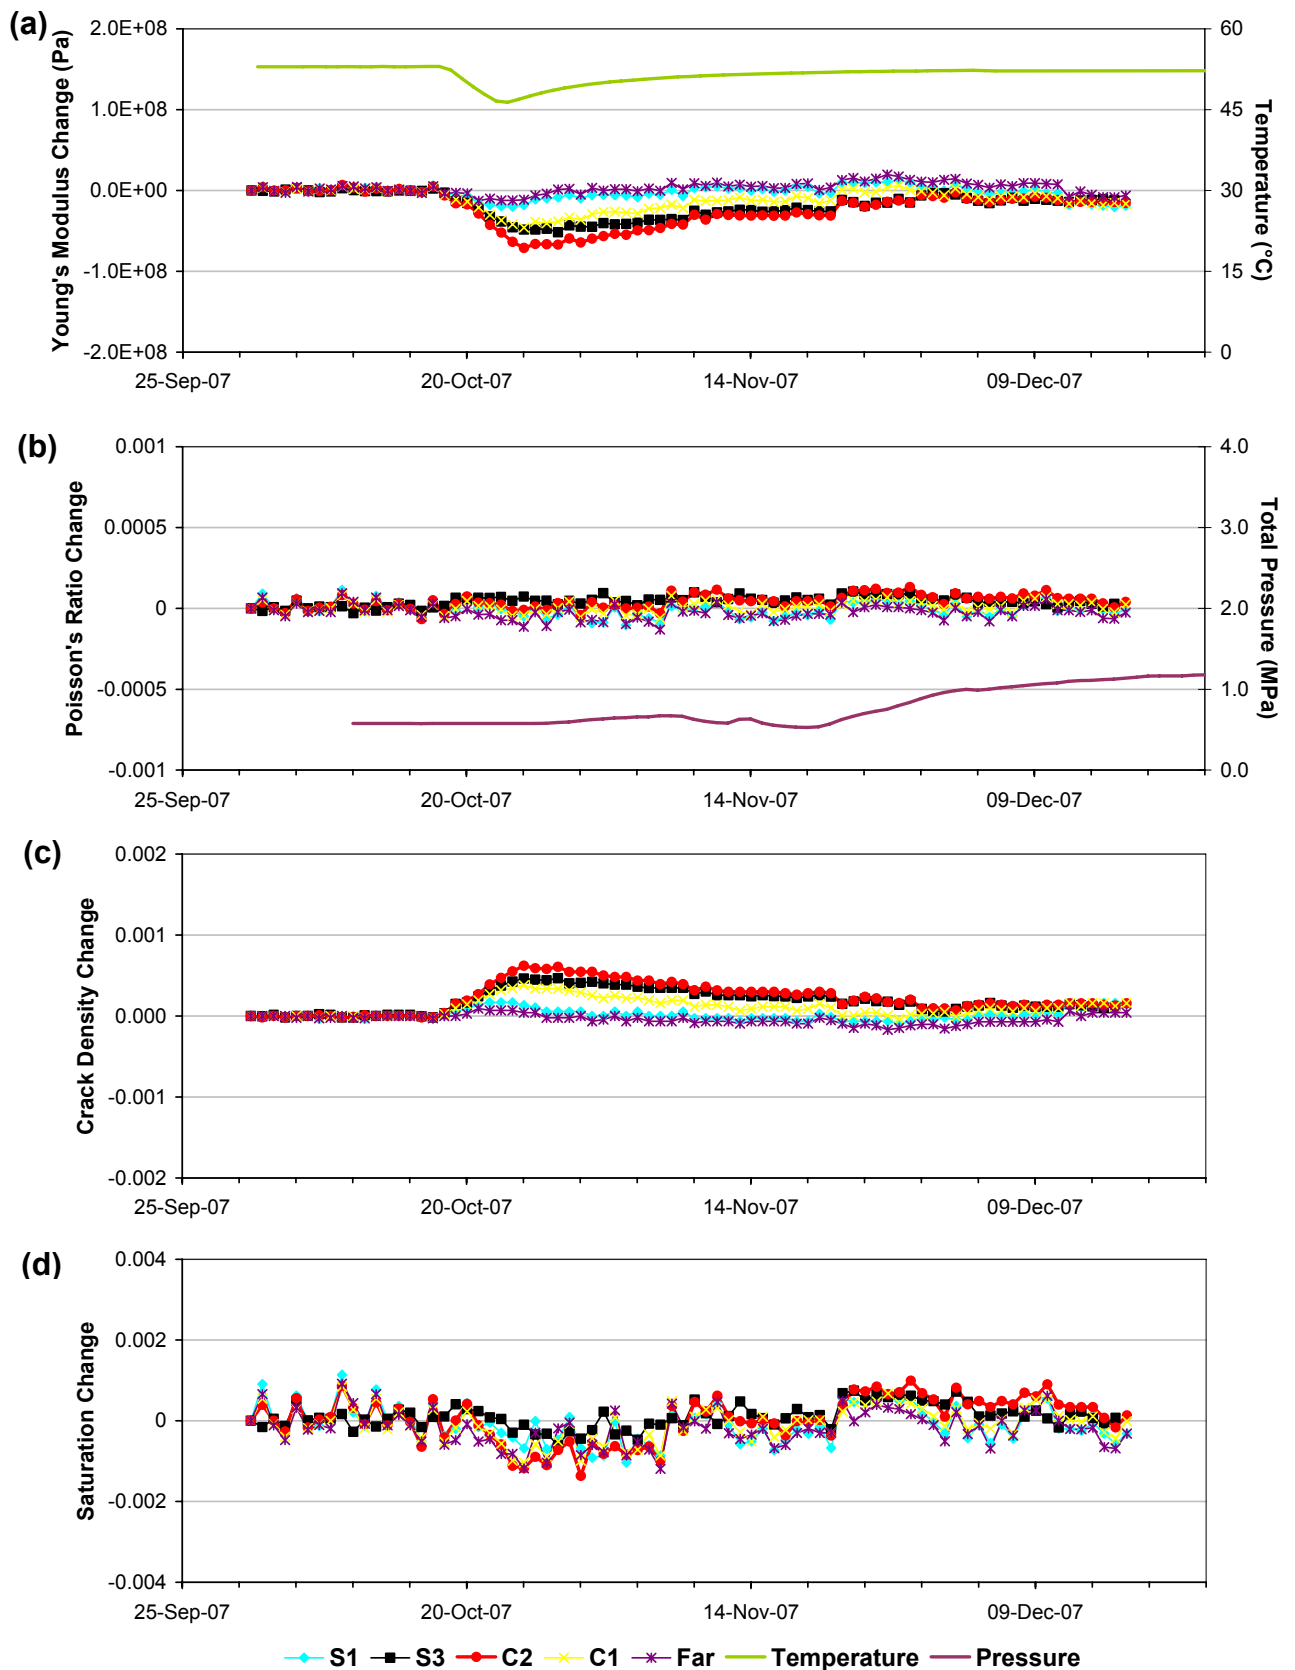 (a)
Young's Modulus Change (Pa)
2.0E+08
1.0E+08
0.0E+00
-1.0E+08
-2.0E+08
60
45
30
15
0
Temperature (°C)
25-Sep-07 20-Oct-07 14-Nov-07 09-Dec-07
(b)
Poisson's Ratio Change
0.001
0.0005
0
-0.0005
-0.001
4.0
3.0
2.0
1.0
0.0
Total Pressure (MPa)
25-Sep-07 20-Oct-07 14-Nov-07 09-Dec-07
(c)
Crack Density Change
0.002
0.001
0.000
-0.001
-0.002
25-Sep-07 20-Oct-07 14-Nov-07 09-Dec-07
(d)
Saturation Change
0.004
0.002
0
-0.002
-0.004
25-Sep-07 20-Oct-07 14-Nov-07 09-Dec-07
S1 S3 C2 C1 Far Temperature Pressure